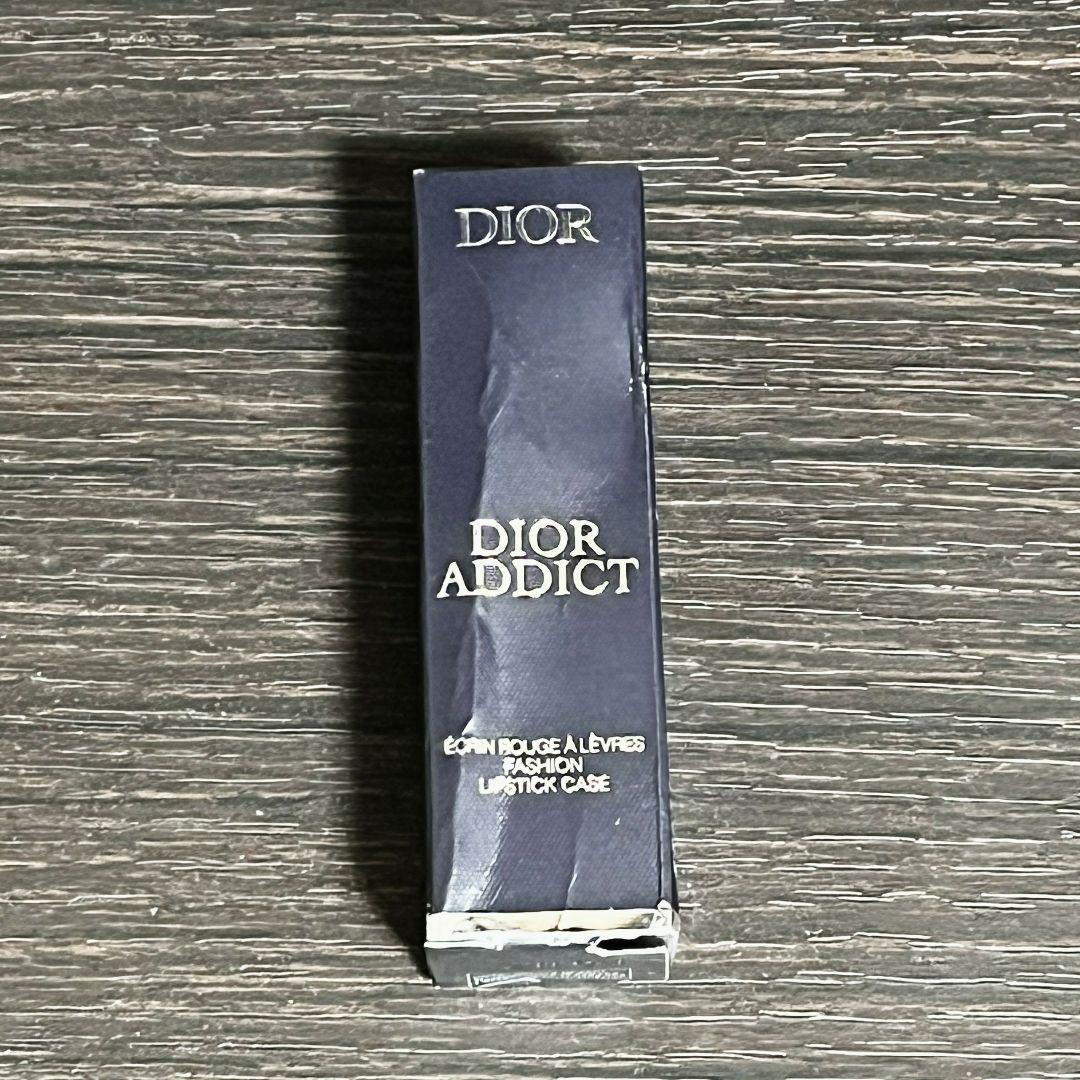 DIOR
DIOR
ADDICT
ÉCRIN ROUGE À LÈVRES
FASHION
LIPSTICK CASE